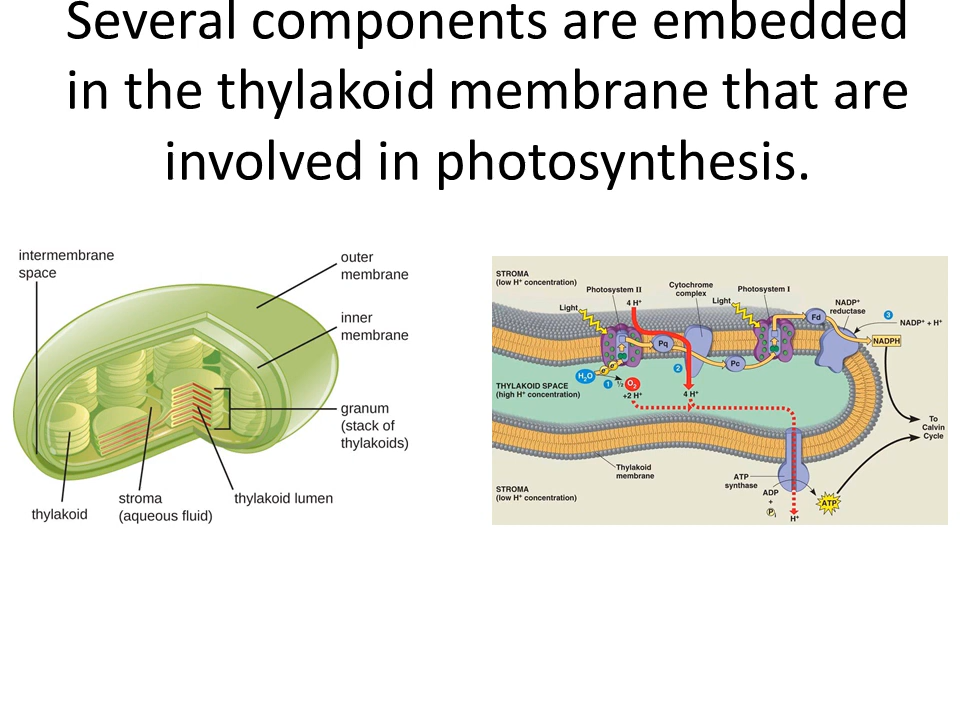 Several components are embedded
in the thylakoid membrane that are
involved in photosynthesis.
intermembrane
space
outer
membrane
inner
membrane
granum
(stack of
thylakoids)
thylakoid
stroma
(aqueous fluid)
thylakoid lumen
STROMA
(low H⁺ concentration)
Photosystem II
Cytochrome
complex
Photosystem I
Light
4 H⁺
Light
NADP⁺
reductase
Fd
3
NADP⁺ + H⁺
NADPH
Pq
Pc
2
H₂O
e⁻
e⁻
1
½
O₂
+2 H⁺
4 H⁺
THYLAKOID SPACE
(high H⁺ concentration)
To
Calvin
Cycle
Thylakoid
membrane
STROMA
(low H⁺ concentration)
ATP
synthase
ADP
+
Pᵢ
ATP
H⁺